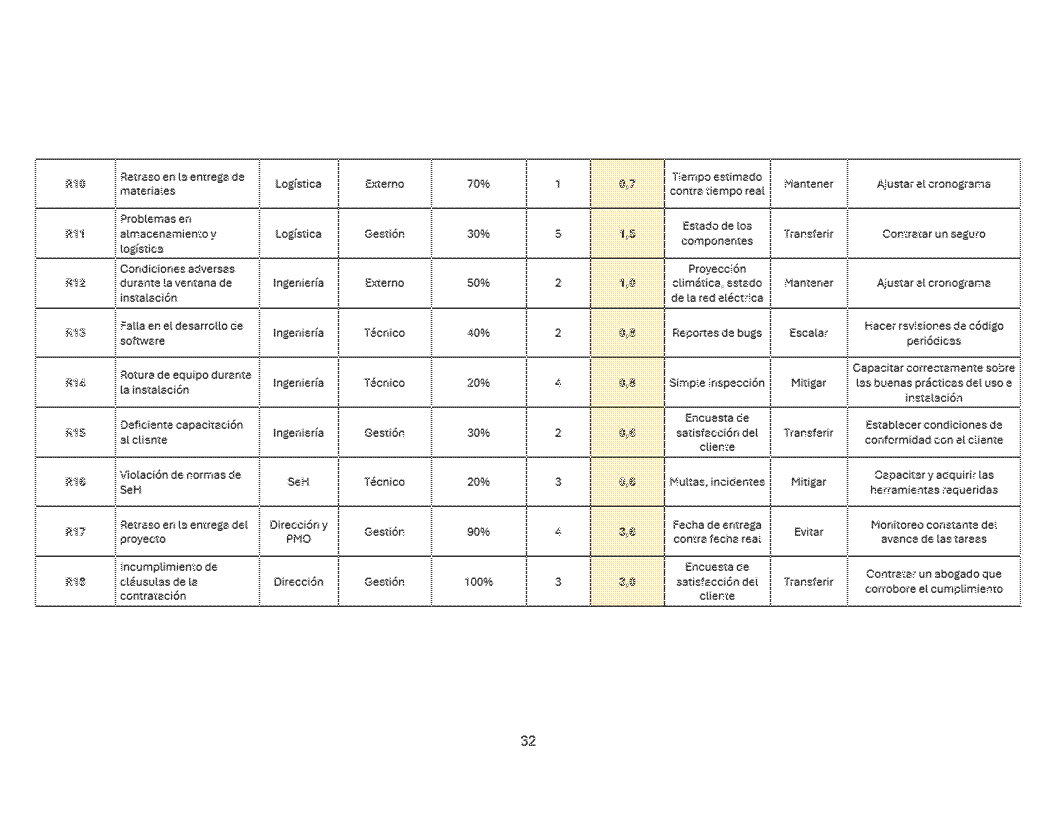 R10 Retraso en la entrega de materiales Logística Externo 70% 1 0,7 Tiempo estimado contra tiempo real Mantener Ajustar el cronograma
R11 Problemas en almacenamiento y logística Logística Gestión 30% 5 1,5 Estado de los componentes Transferir Contratar un seguro
R12 Condiciones adversas durante la ventana de instalación Ingeniería Externo 50% 2 1,0 Proyección climática, estado de la red eléctrica Mantener Ajustar el cronograma
R13 Falla en el desarrollo de software Ingeniería Técnico 40% 2 0,8 Reportes de bugs Escalar Hacer revisiones de código periódicas
R14 Rotura de equipo durante la instalación Ingeniería Técnico 20% 4 0,8 Simple inspección Mitigar Capacitar correctamente sobre las buenas prácticas del uso e instalación
R15 Deficiente capacitación al cliente Ingeniería Gestión 30% 2 0,6 Encuesta de satisfacción del cliente Transferir Establecer condiciones de conformidad con el cliente
R16 Violación de normas de SeH SeH Técnico 20% 3 0,6 Multas, incidentes Mitigar Capacitar y adquirir las herramientas requeridas
R17 Retraso en la entrega del proyecto Dirección y PMO Gestión 90% 4 3,6 Fecha de entrega contra fecha real Evitar Monitoreo constante del avance de las tareas
R18 Incumplimiento de cláusulas de la contratación Dirección Gestión 100% 3 3,0 Encuesta de satisfacción del cliente Transferir Contratar un abogado que corrobore el cumplimiento
32